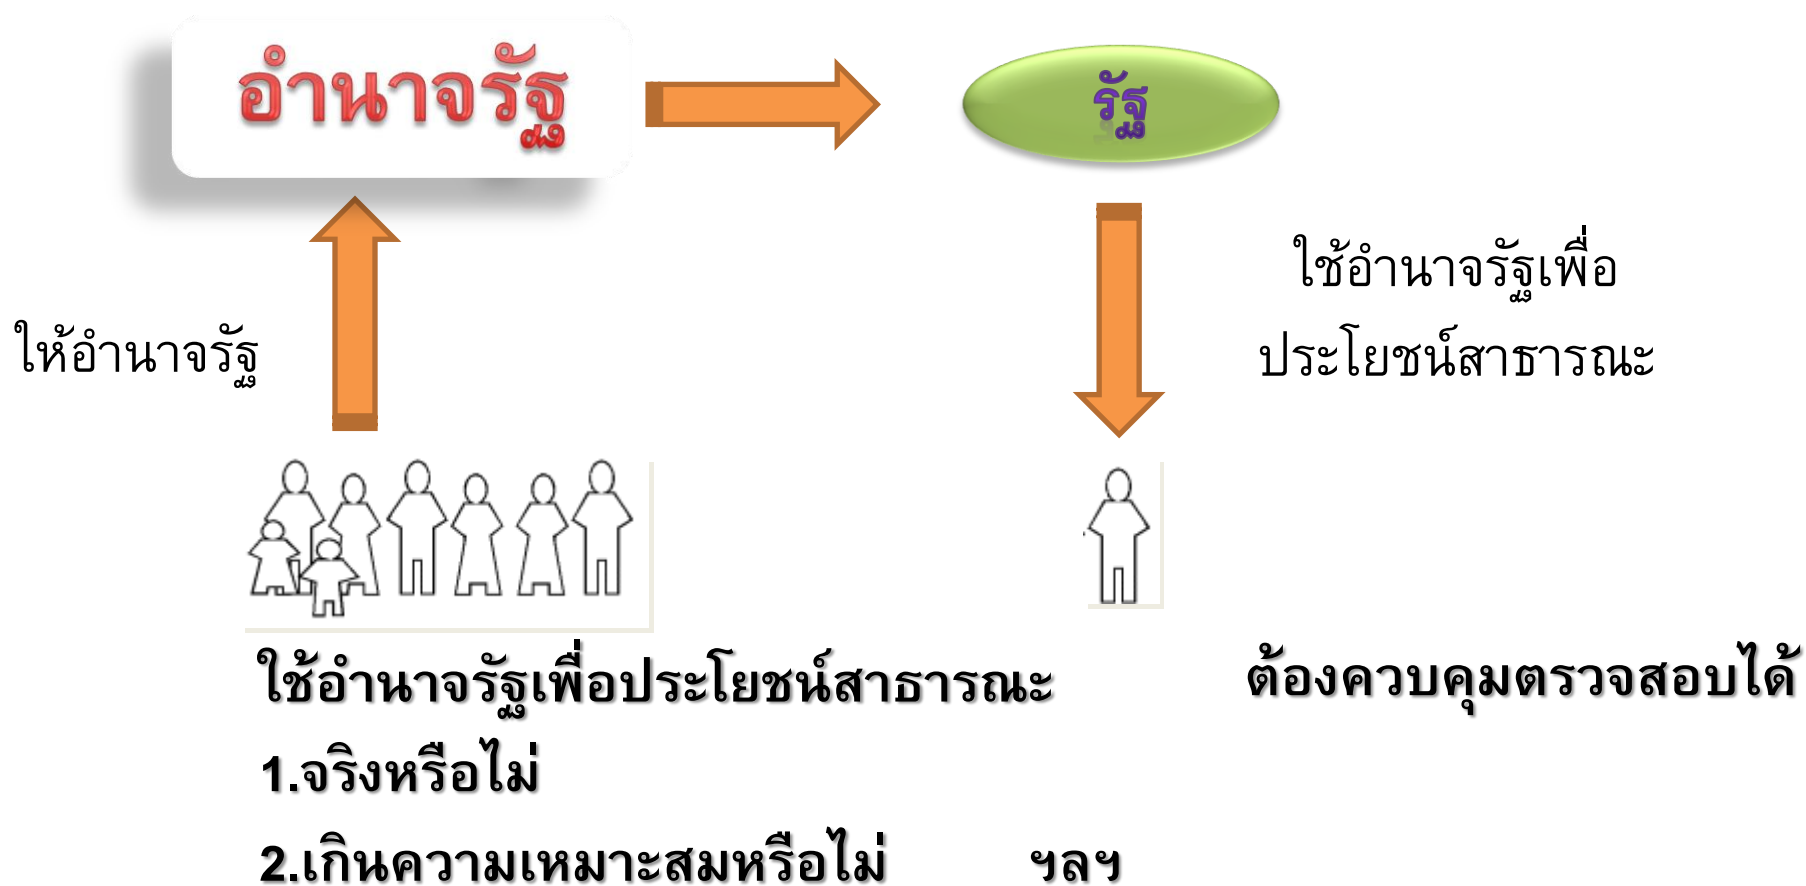 อำนาจรัฐ
รัฐ
ให้อำนาจรัฐ
ใช้อำนาจรัฐเพื่อ
ประโยชน์สาธารณะ
ใช้อำนาจรัฐเพื่อประโยชน์สาธารณะ ต้องควบคุมตรวจสอบได้
1.จริงหรือไม่
2.เกินความเหมาะสมหรือไม่ ฯลฯ